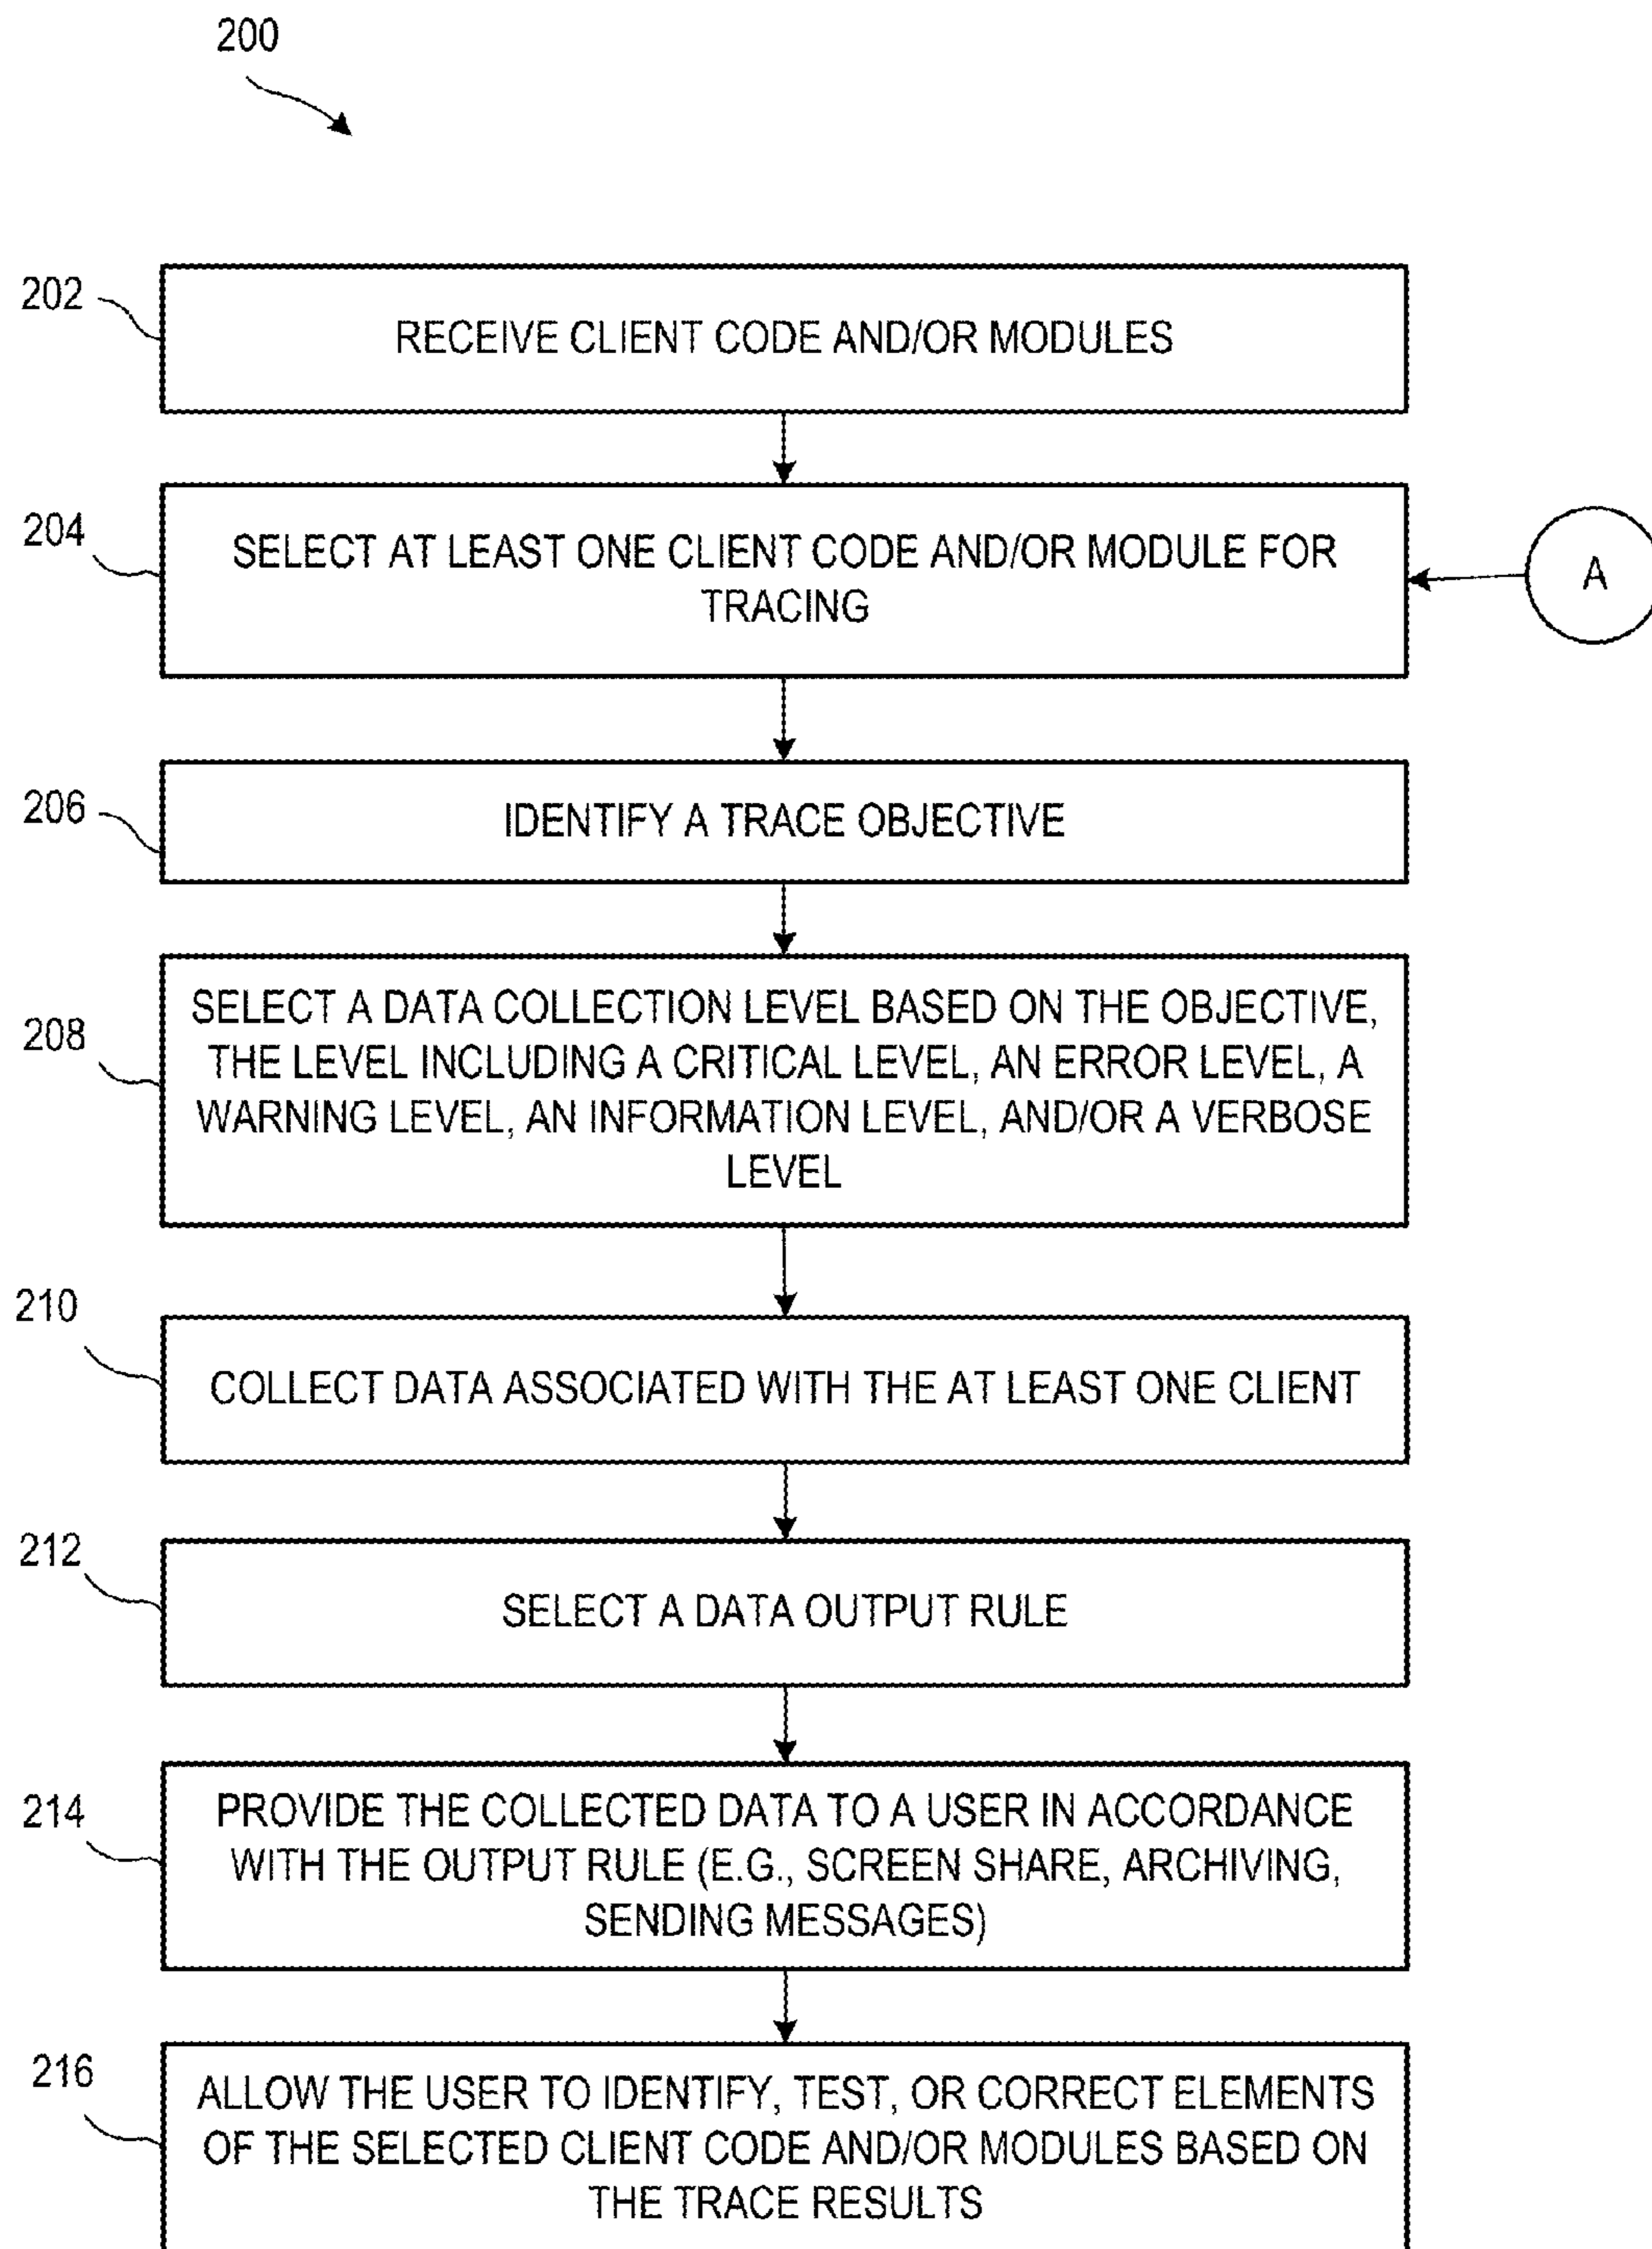 200
202
RECEIVE CLIENT CODE AND/OR MODULES
204
SELECT AT LEAST ONE CLIENT CODE AND/OR MODULE FOR
TRACING
A
206
IDENTIFY A TRACE OBJECTIVE
208
SELECT A DATA COLLECTION LEVEL BASED ON THE OBJECTIVE,
THE LEVEL INCLUDING A CRITICAL LEVEL, AN ERROR LEVEL, A
WARNING LEVEL, AN INFORMATION LEVEL, AND/OR A VERBOSE
LEVEL
210
COLLECT DATA ASSOCIATED WITH THE AT LEAST ONE CLIENT
212
SELECT A DATA OUTPUT RULE
214
PROVIDE THE COLLECTED DATA TO A USER IN ACCORDANCE
WITH THE OUTPUT RULE (E.G., SCREEN SHARE, ARCHIVING,
SENDING MESSAGES)
216
ALLOW THE USER TO IDENTIFY, TEST, OR CORRECT ELEMENTS
OF THE SELECTED CLIENT CODE AND/OR MODULES BASED ON
THE TRACE RESULTS